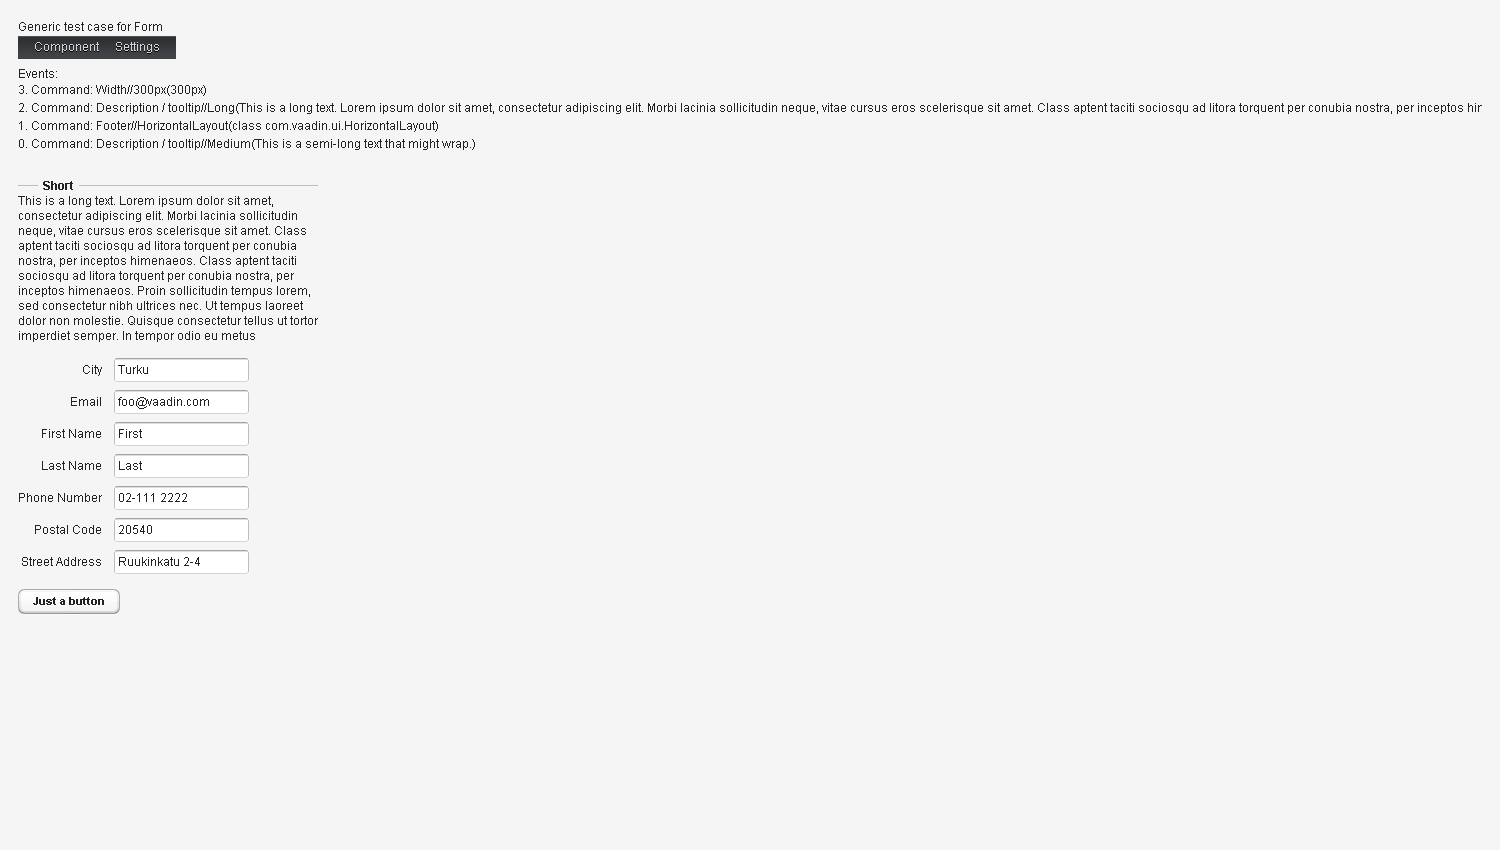 Generic test case for Form
Component Settings
Events:
3. Command: Width//300px(300px)
2. Command: Description / tooltip//Long(This is a long text. Lorem ipsum dolor sit amet, consectetur adipiscing elit. Morbi lacinia sollicitudin neque, vitae cursus eros scelerisque sit amet. Class aptent taciti sociosqu ad litora torquent per conubia nostra, per inceptos hir
1. Command: Footer//HorizontalLayout(class com.vaadin.ui.HorizontalLayout)
0. Command: Description / tooltip//Medium(This is a semi-long text that might wrap.)
Short
This is a long text. Lorem ipsum dolor sit amet,
consectetur adipiscing elit. Morbi lacinia sollicitudin
neque, vitae cursus eros scelerisque sit amet. Class
aptent taciti sociosqu ad litora torquent per conubia
nostra, per inceptos himenaeos. Class aptent taciti
sociosqu ad litora torquent per conubia nostra, per
inceptos himenaeos. Proin sollicitudin tempus lorem,
sed consectetur nibh ultrices nec. Ut tempus laoreet
dolor non molestie. Quisque consectetur tellus ut tortor
imperdiet semper. In tempor odio eu metus
City Turku
Email foo@vaadin.com
First Name First
Last Name Last
Phone Number 02-111 2222
Postal Code 20540
Street Address Ruukinkatu 2-4
Just a button